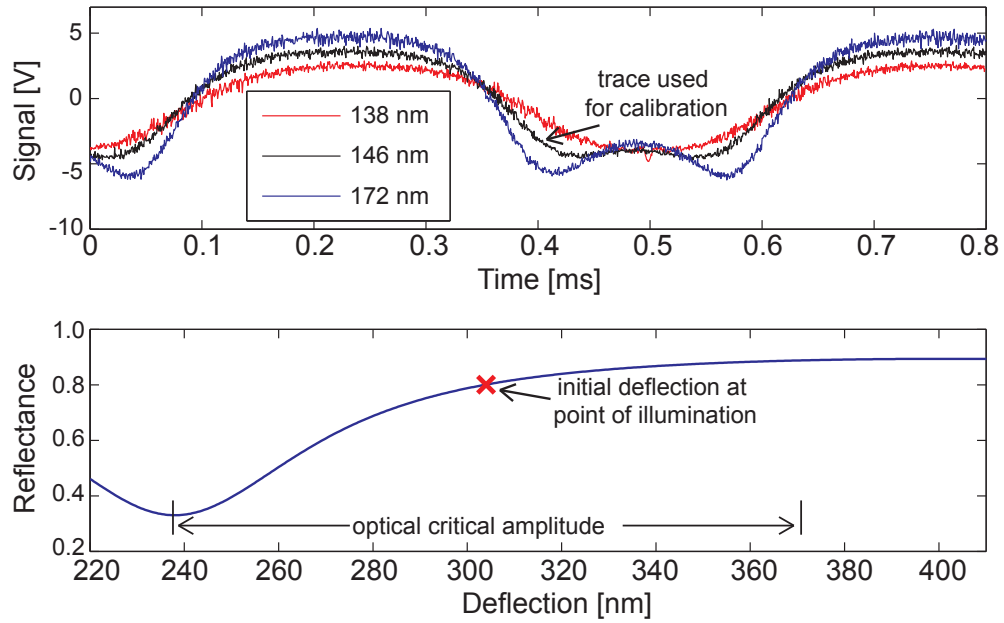 5
0
-5
-10
Signal [V]
138 nm
146 nm
172 nm
trace used
for calibration
0 0.1 0.2 0.3 0.4 0.5 0.6 0.7 0.8
Time [ms]
1.0
0.8
0.6
0.4
0.2
Reflectance
initial deflection at
point of illumination
optical critical amplitude
220 240 260 280 300 320 340 360 380 400
Deflection [nm]